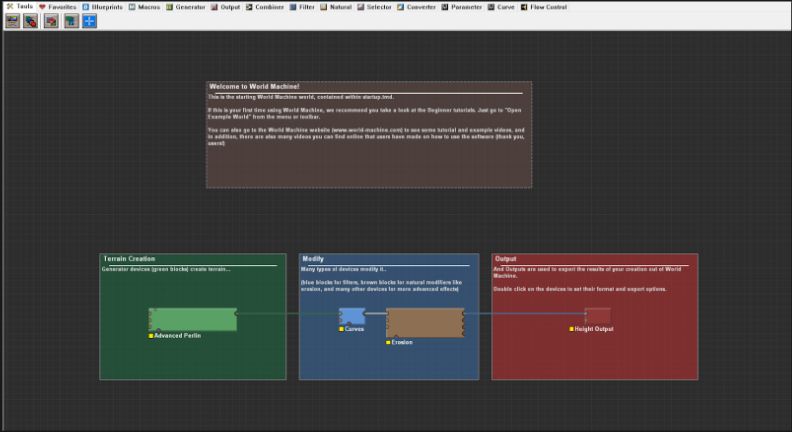 Tools Favorites Blueprints Macros Generator Output Combiner Filter Natural Selector Converter Parameter Curve Flow Control
Welcome to World Machine!
This is the starting World Machine world, contained within startup.tmd.
If this is your first time using World Machine, we recommend you take a look at the Beginner tutorials. Just go to "Open
Example World" from the menu or toolbar.
You can also go to the World Machine website (www.world-machine.com) to see some tutorial and example videos, and
in addition, there are also many videos you can find online that users have made on how to use the software (thank you,
users!)
Terrain Creation
Generator devices (green blocks) create terrain...
Advanced Perlin
Modify
Many types of devices modify it..
(blue blocks for filters, brown blocks for natural modifiers like
erosion, and many other devices for more advanced effects)
Curves
Erosion
Output
And Outputs are used to export the results of your creation out of World
Machine.
Double click on the devices to set their format and export options.
Height Output